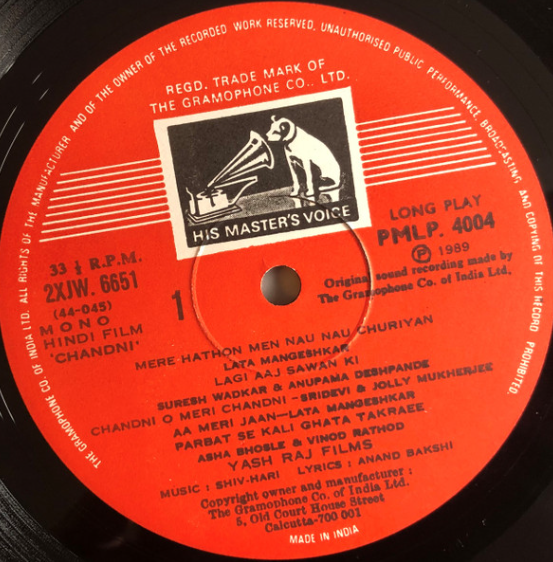 THE GRAMOPHONE CO. OF INDIA LTD. ALL RIGHTS OF THE MANUFACTURER AND OF THE OWNER OF THE RECORDED WORK RESERVED, UNAUTHORISED PUBLIC PERFORMANCE BROADCASTING, AND COPYING OF THIS RECORD PROHIBITED.
REGD. TRADE MARK OF
THE GRAMOPHONE CO., LTD.
HIS MASTER'S VOICE
33 ⅓ R.P.M.
2XJW. 6651
(44-045)
MONO
HINDI FILM
'CHANDNI'
1
LONG PLAY
PMLP. 4004
Ⓟ 1989
Original sound recording made by
The Gramophone Co. of India Ltd.
MERE HATHON MEN NAU NAU CHURIYAN
LATA MANGESHKAR
LAGI AAJ SAWAN KI
SURESH WADKAR & ANUPAMA DESHPANDE
CHANDNI O MERI CHANDNI -SRIDEVI & JOLLY MUKHERJEE
AA MERI JAAN—LATA MANGESHKAR
PARBAT SE KALI GHATA TAKRAEE
ASHA BHOSLE & VINOD RATHOD
YASH RAJ FILMS
MUSIC : SHIV-HARI LYRICS : ANAND BAKSHI
Copyright owner and manufacturer :
The Gramophone Co. of India Ltd.
5, Old Court House Street
Calcutta-700 001
MADE IN INDIA